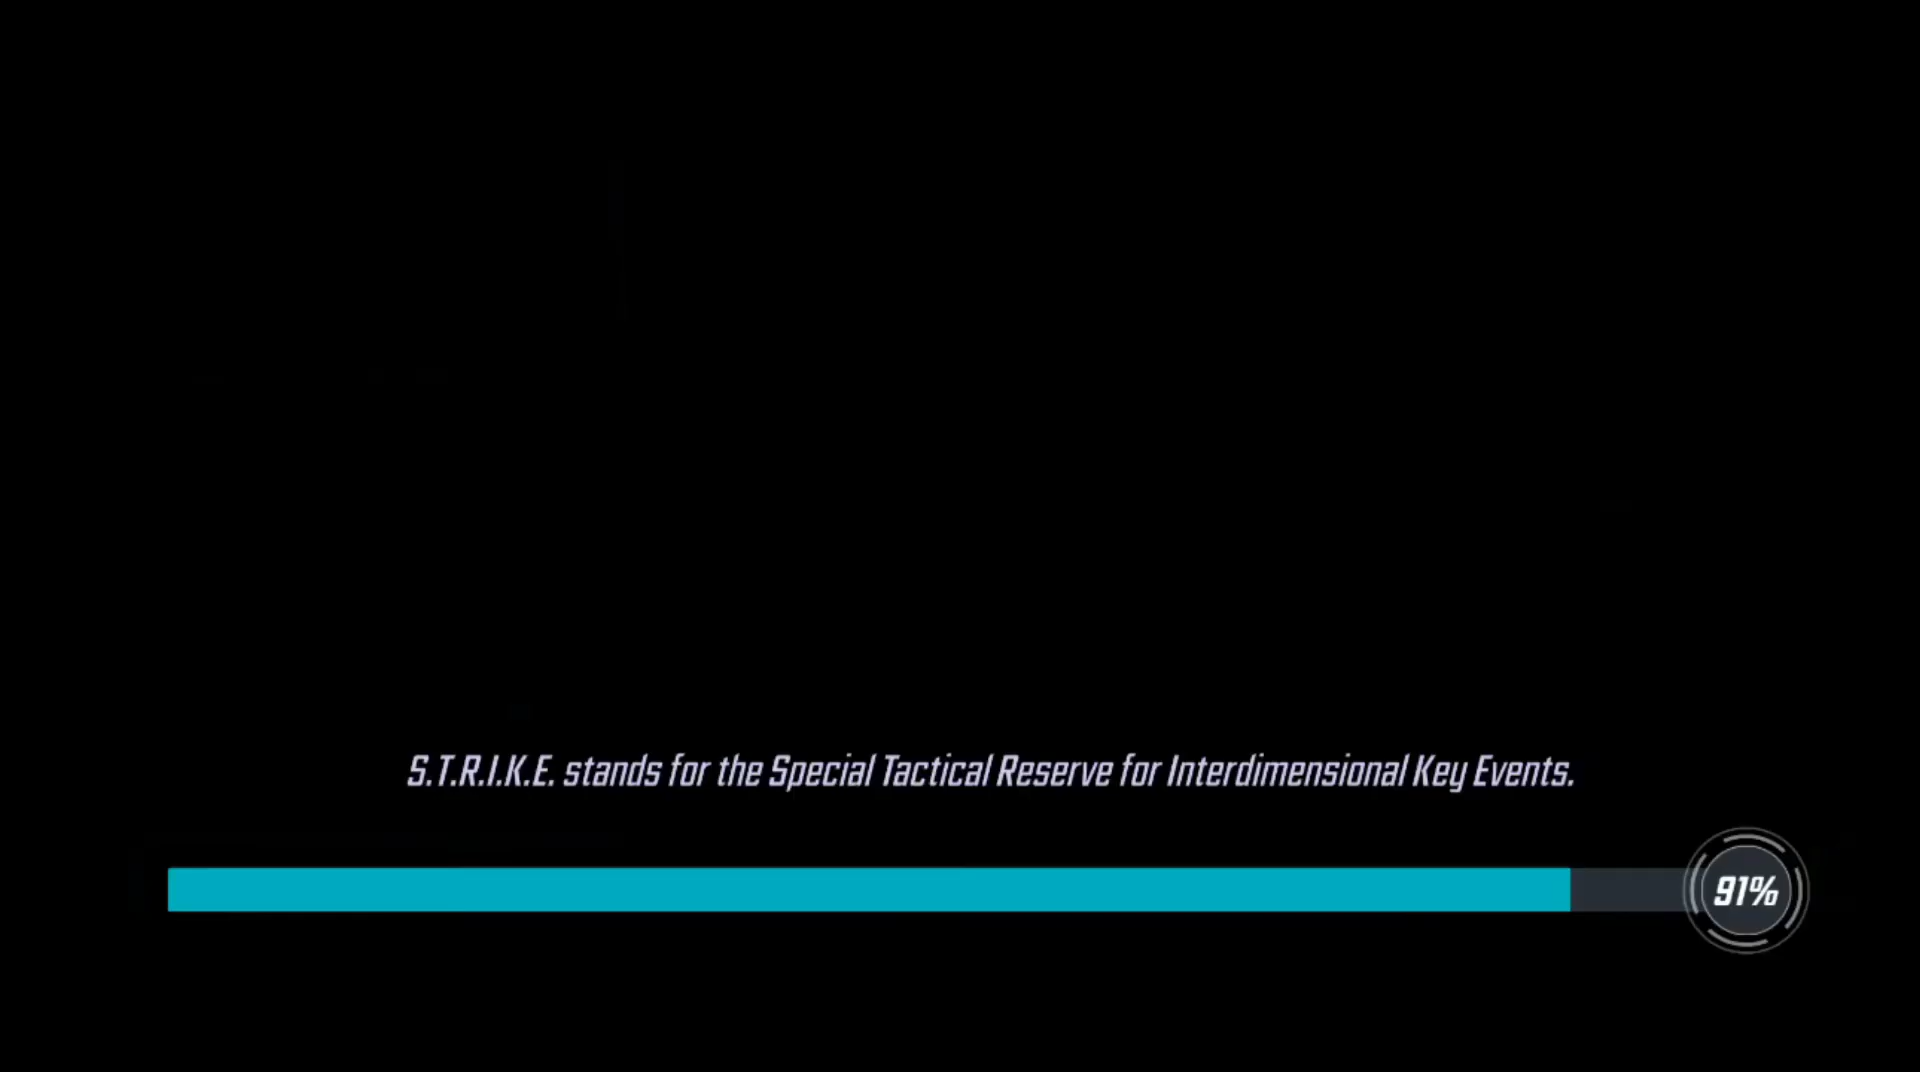 S.T.R.I.K.E. stands for the Special Tactical Reserve for Interdimensional Key Events.
91%